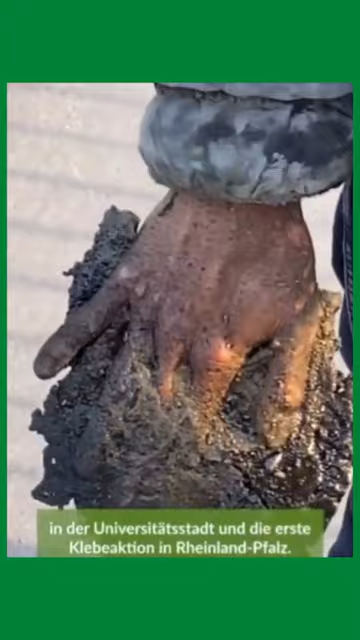 in der Universitätsstadt und die erste
Klebeaktion in Rheinland-Pfalz.